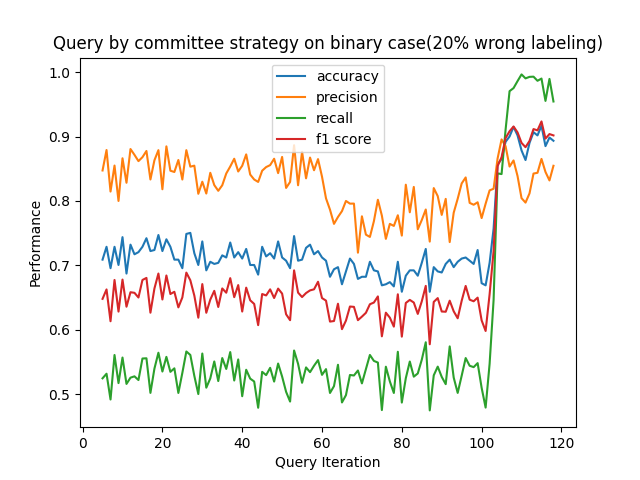 Query by committee strategy on binary case(20% wrong labeling)
1.0
0.9
0.8
0.7
0.6
0.5
Performance
accuracy
precision
recall
f1 score
0 20 40 60 80 100 120
Query Iteration